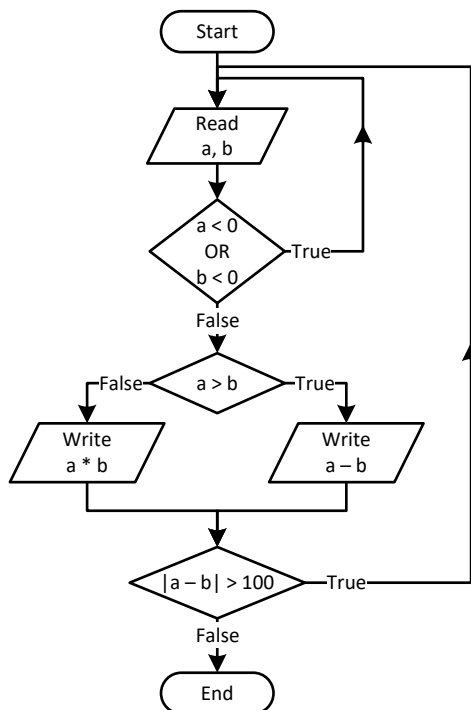 Start
Read
a, b
a < 0
OR
b < 0
True
False
a > b
False
True
Write
a * b
Write
a – b
|a – b| > 100
True
False
End